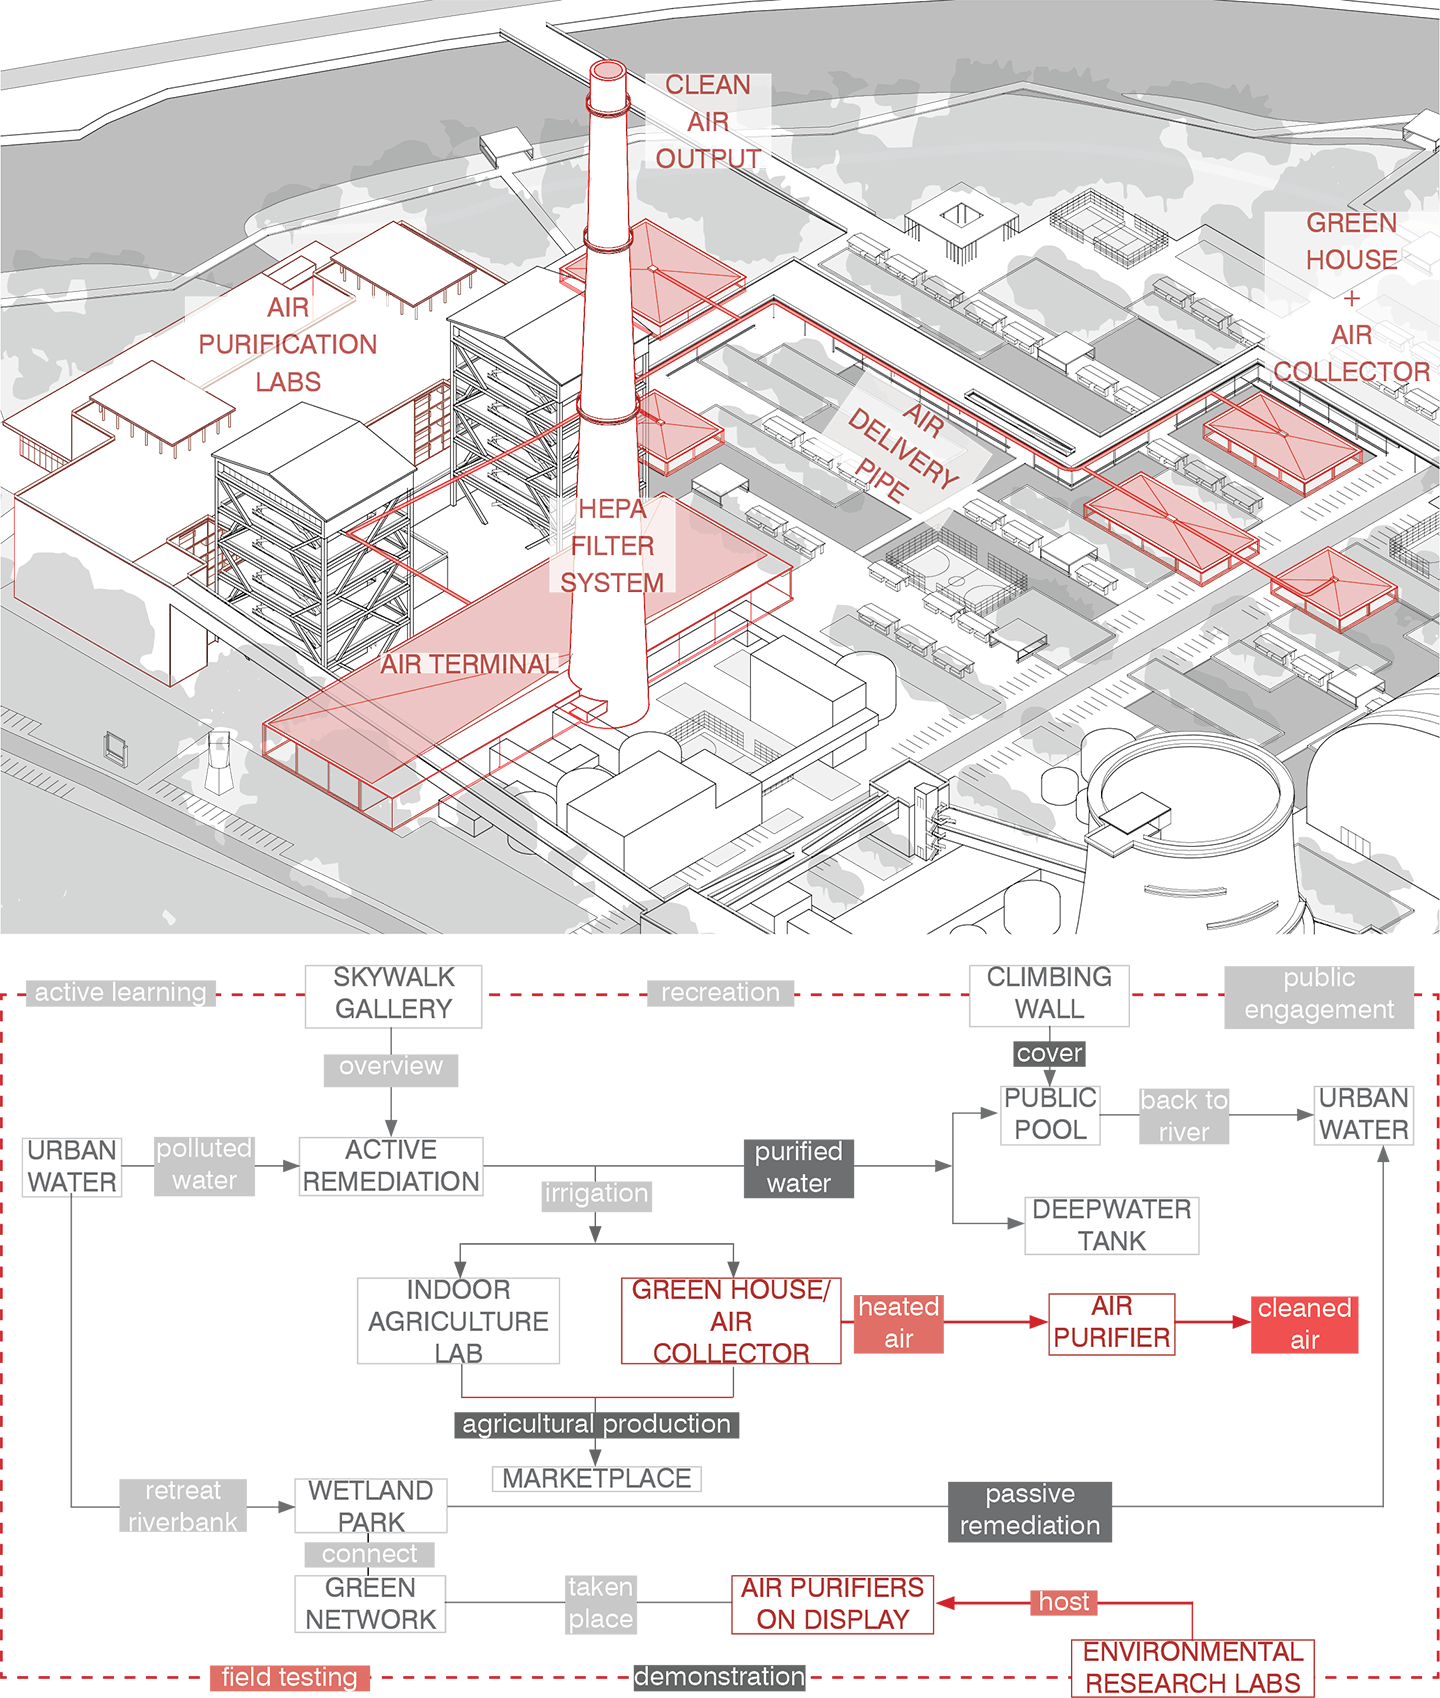 CLEAN
AIR
OUTPUT
GREEN
HOUSE
+
AIR
COLLECTOR
AIR
PURIFICATION
LABS
AIR
DELIVERY
PIPE
HEPA
FILTER
SYSTEM
AIR TERMINAL
active learning
SKYWALK
GALLERY
recreation
CLIMBING
WALL
public
engagement
overview
cover
PUBLIC
POOL
back to
river
URBAN
WATER
URBAN
WATER
polluted
water
ACTIVE
REMEDIATION
purified
water
irrigation
DEEPWATER
TANK
INDOOR
AGRICULTURE
LAB
GREEN HOUSE/
AIR
COLLECTOR
heated
air
AIR
PURIFIER
cleaned
air
agricultural production
MARKETPLACE
retreat
riverbank
WETLAND
PARK
passive
remediation
connect
GREEN
NETWORK
taken
place
AIR PURIFIERS
ON DISPLAY
host
ENVIRONMENTAL
RESEARCH LABS
field testing
demonstration